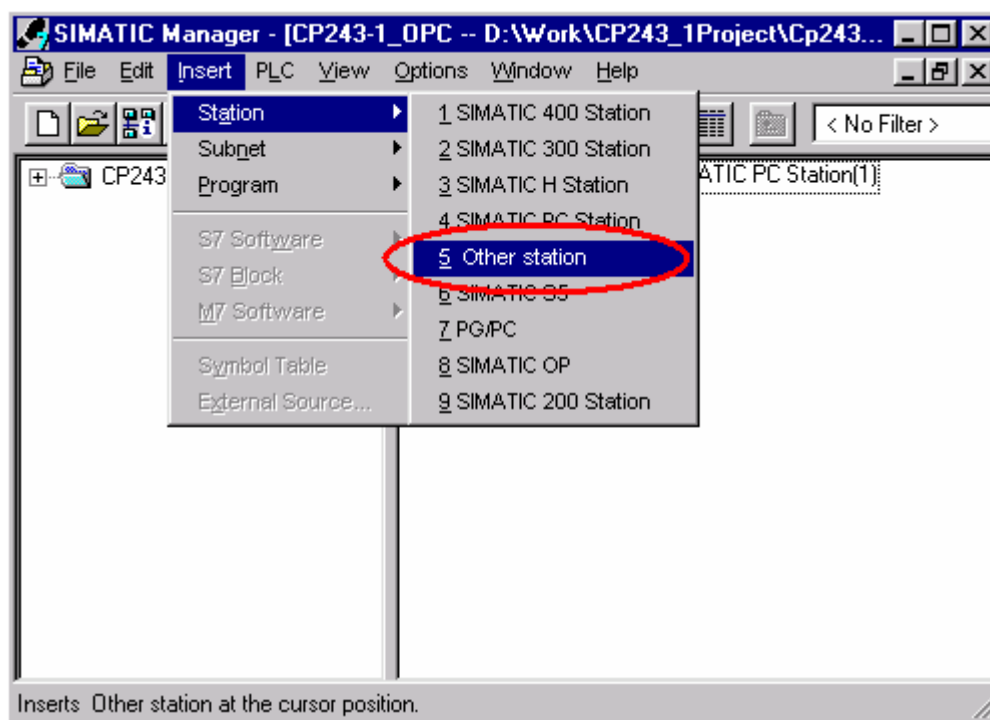 SIMATIC Manager - [CP243-1_OPC -- D:\Work\CP243_1Project\Cp243...
File Edit Insert PLC View Options Window Help
< No Filter >
Station
Subnet
Program
S7 Software
S7 Block
M7 Software
Symbol Table
External Source...
1 SIMATIC 400 Station
2 SIMATIC 300 Station
3 SIMATIC H Station
4 SIMATIC PC Station
5 Other station
6 SIMATIC S5
7 PG/PC
8 SIMATIC OP
9 SIMATIC 200 Station
CP243
ATIC PC Station(1)
Inserts Other station at the cursor position.